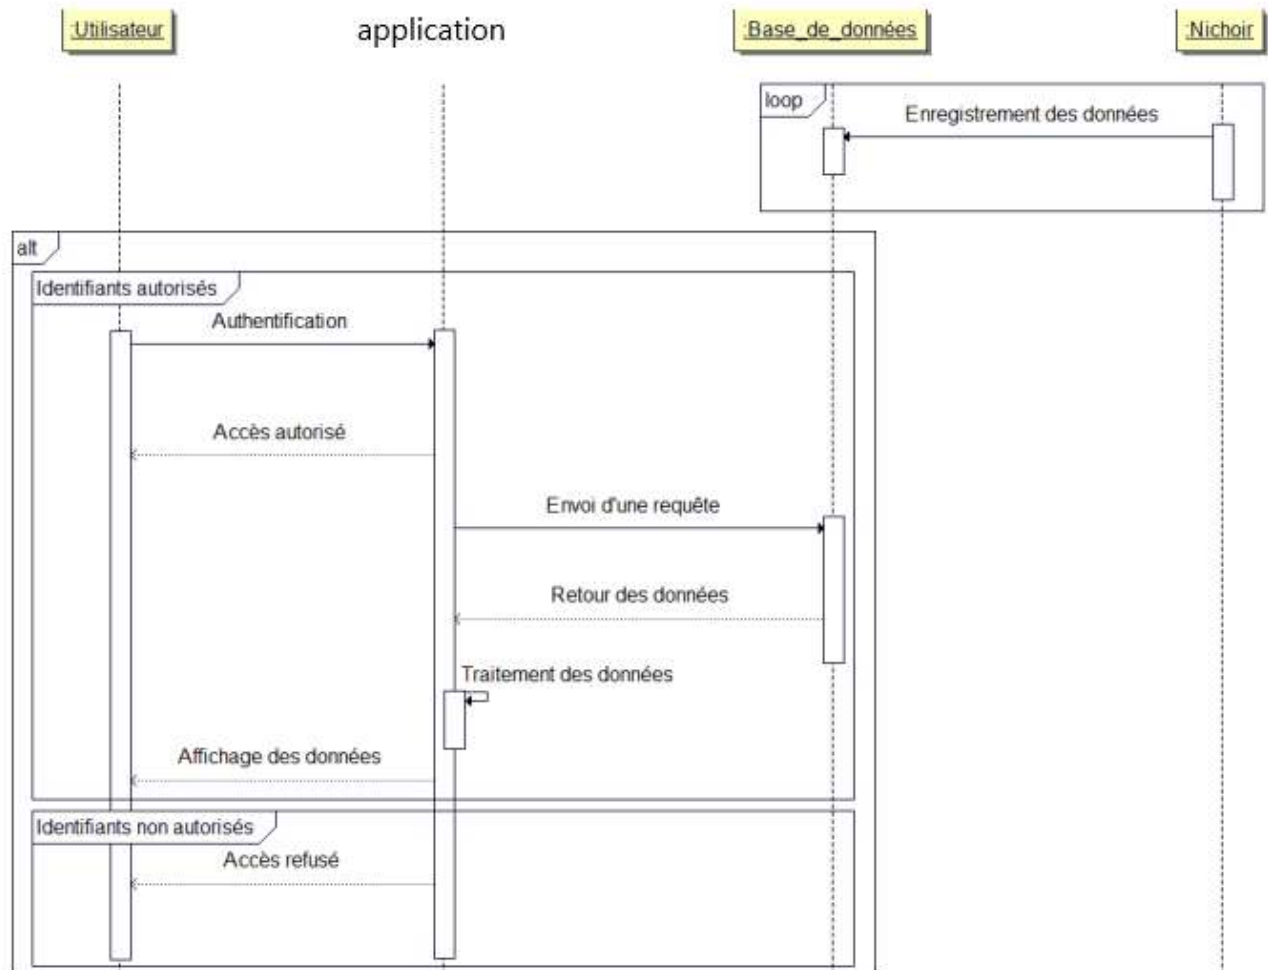 :Utilisateur
application
:Base_de_données
:Nichoir
loop
Enregistrement des données
alt
Identifiants autorisés
Authentification
Accès autorisé
Envoi d'une requête
Retour des données
Traitement des données
Affichage des données
Identifiants non autorisés
Accès refusé